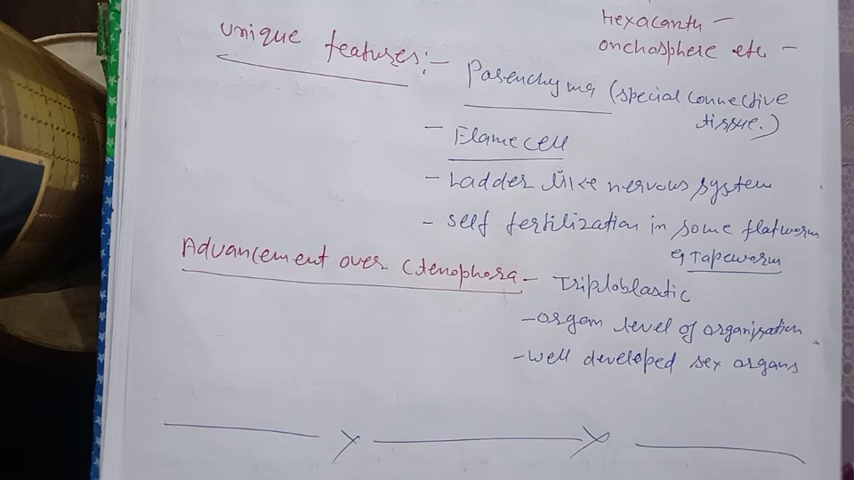 Hexacanth -
onchosphere etc -
Unique features:-
Parenchyma (special connective
tissue.)
- Flame cell
- Ladder like nervous system
- self fertilization in some flatworm
eg Tapeworm
Advancement over Ctenophora - Triploblastic
- organ level of organisation
- well developed sex organs